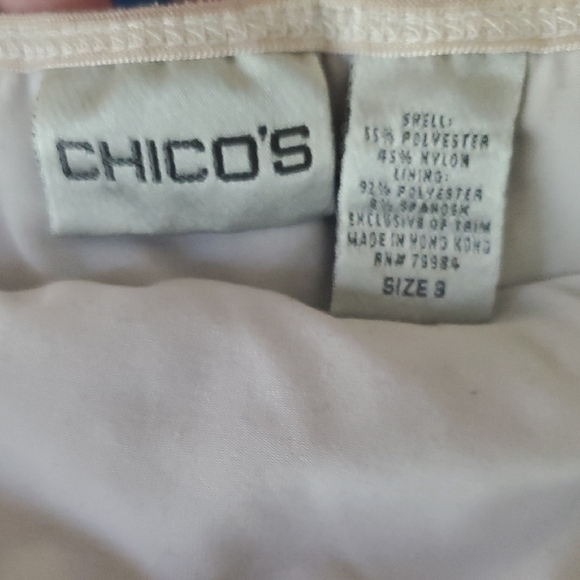 CHICO'S
SHELL:
55% POLYESTER
45% NYLON
LINING:
92% POLYESTER
8% SPANDEX
EXCLUSIVE OF TRIM
MADE IN HONG KONG
RN# 79984
SIZE